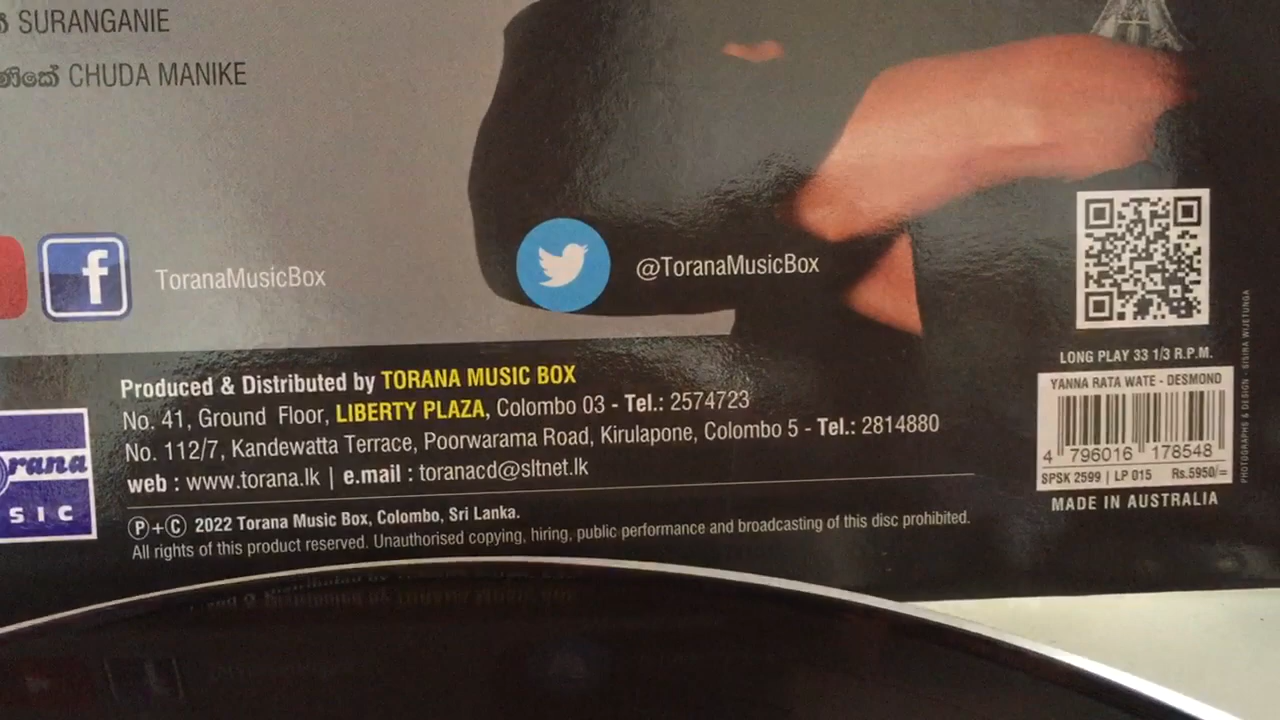 SURANGANIE
ණිකේ CHUDA MANIKE
f
ToranaMusicBox
@ToranaMusicBox
LONG PLAY 33 1/3 R.P.M.
YANNA RATA WATE - DESMOND
4 796016 178548
SPSK 2599 | LP 015 Rs.5950/=
MADE IN AUSTRALIA
PHOTOGRAPHS & DESIGN - SISIRA WIJETUNGA
Produced & Distributed by TORANA MUSIC BOX
No. 41, Ground Floor, LIBERTY PLAZA, Colombo 03 - Tel.: 2574723
No. 112/7, Kandewatta Terrace, Poorwarama Road, Kirulapone, Colombo 5 - Tel.: 2814880
web : www.torana.lk | e.mail : toranacd@sltnet.lk
orana
SIC
Ⓟ+Ⓒ 2022 Torana Music Box, Colombo, Sri Lanka.
All rights of this product reserved. Unauthorised copying, hiring, public performance and broadcasting of this disc prohibited.